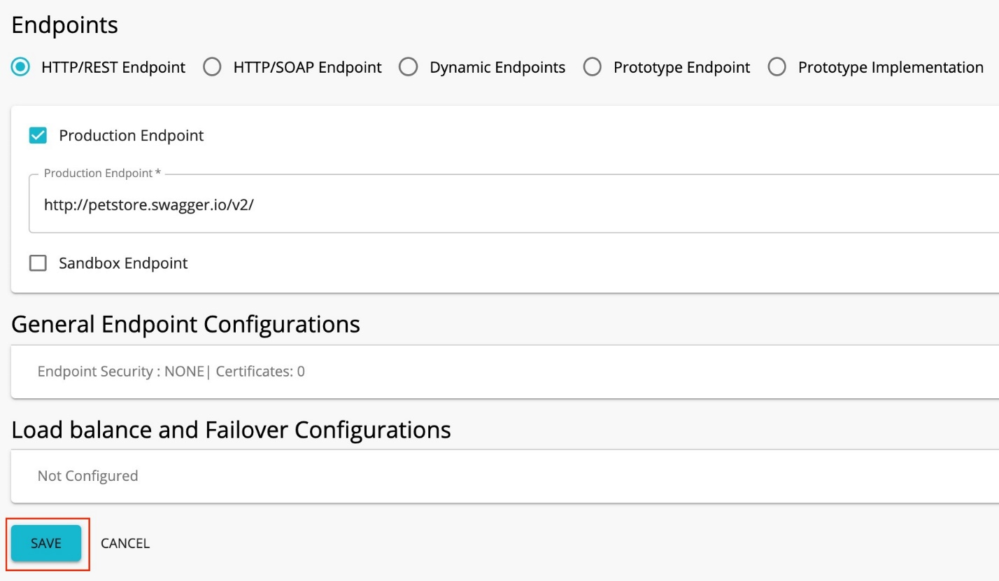 Endpoints
HTTP/REST Endpoint HTTP/SOAP Endpoint Dynamic Endpoints Prototype Endpoint Prototype Implementation
Production Endpoint
Production Endpoint *
http://petstore.swagger.io/v2/
Sandbox Endpoint
General Endpoint Configurations
Endpoint Security : NONE| Certificates: 0
Load balance and Failover Configurations
Not Configured
SAVE CANCEL